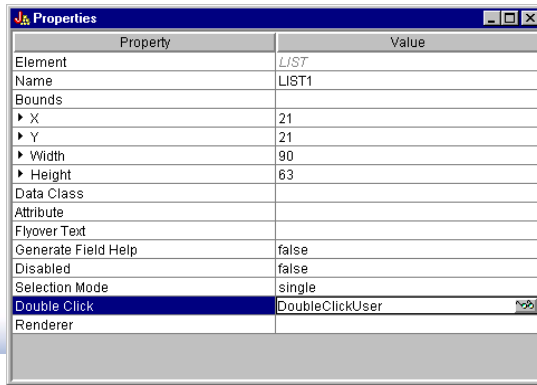 Properties
Property Value
Element LIST
Name LIST1
Bounds
X 21
Y 21
Width 90
Height 63
Data Class
Attribute
Flyover Text
Generate Field Help false
Disabled false
Selection Mode single
Double Click DoubleClickUser
Renderer